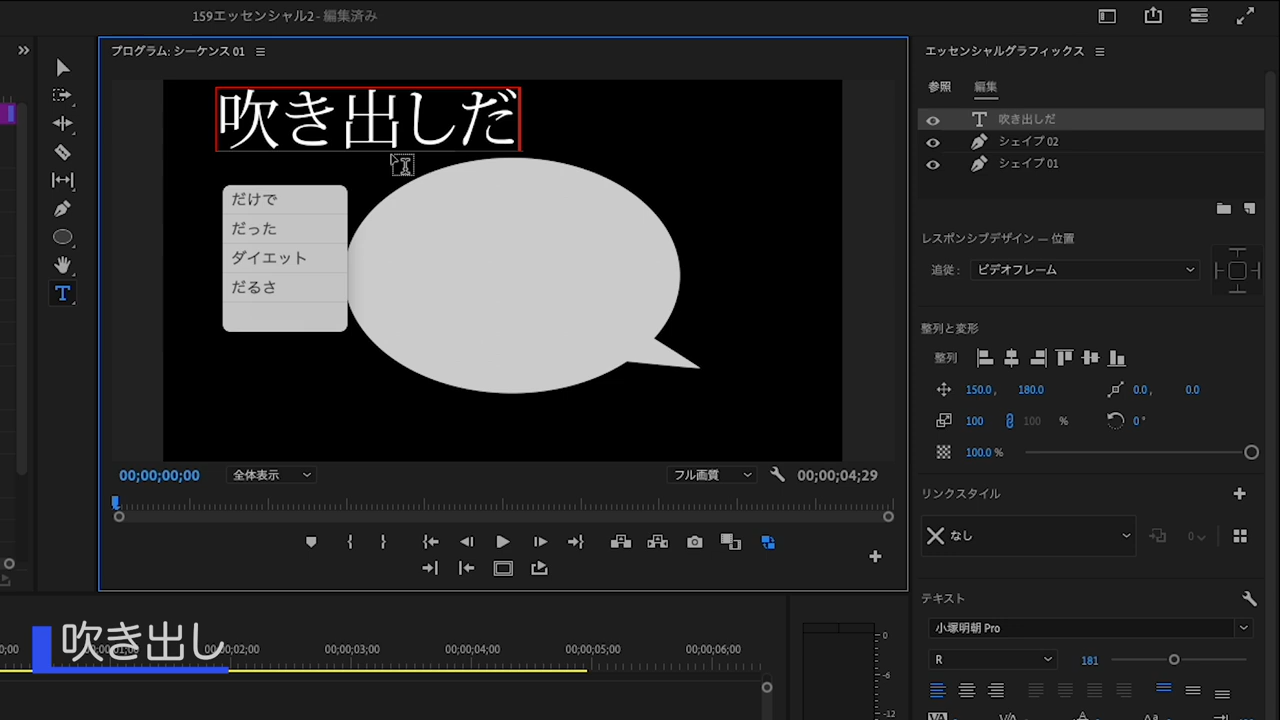 159エッセンシャル2 - 編集済み
プログラム: シーケンス 01
吹き出しだ
だけで
だった
ダイエット
だるさ
00;00;00;00
全体表示
フル画質
00;00;04;29
エッセンシャルグラフィックス
参照
編集
吹き出しだ
シェイプ 02
シェイプ 01
レスポンシブデザイン — 位置
追従 :
ビデオフレーム
整列と変形
整列
150.0 ,
180.0
0.0 ,
0.0
100
100
%
0 °
100.0 %
リンクスタイル
なし
0
テキスト
小塚明朝 Pro
R
181
吹き出し
00;00;02;00
00;00;03;00
00;00;04;00
00;00;05;00
00;00;06;00
0
-6
-12